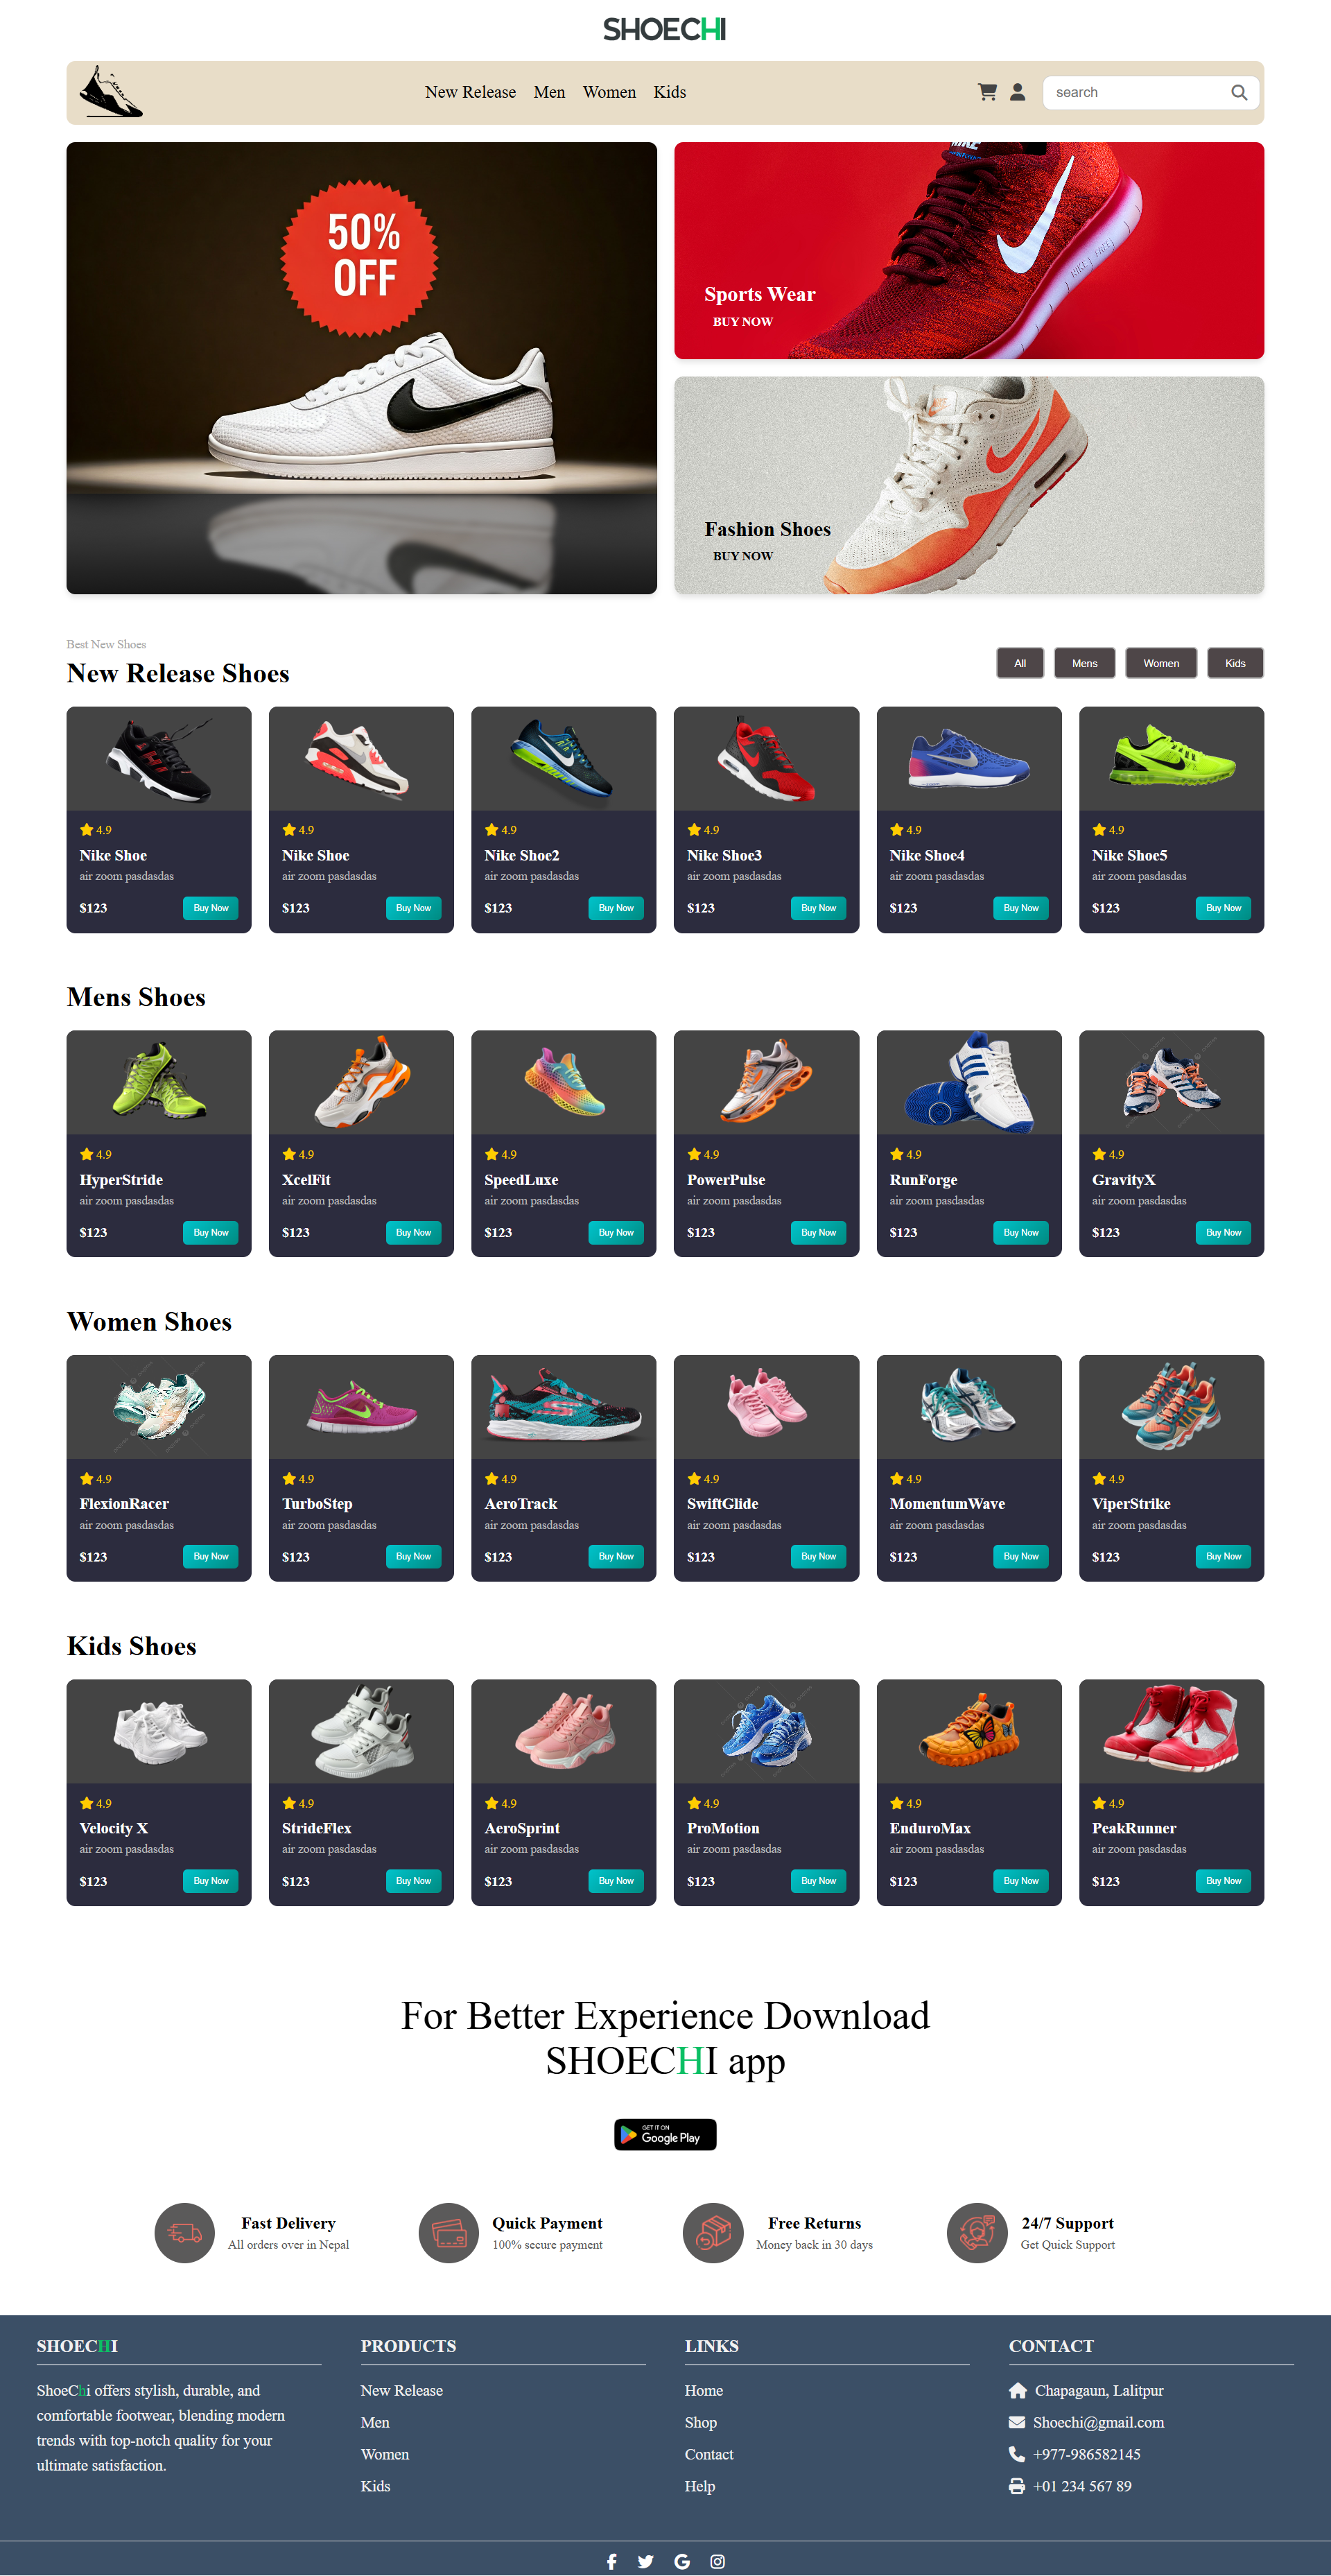 SHOECHI
New Release Men Women Kids
search
50%
OFF
NIKE
NIKE FREE
Sports Wear
BUY NOW
Fashion Shoes
BUY NOW
Best New Shoes
New Release Shoes
All Mens Women Kids
4.9 4.9 4.9 4.9 4.9 4.9
Nike Shoe Nike Shoe Nike Shoe2 Nike Shoe3 Nike Shoe4 Nike Shoe5
air zoom pasdasdas air zoom pasdasdas air zoom pasdasdas air zoom pasdasdas air zoom pasdasdas air zoom pasdasdas
$123 Buy Now $123 Buy Now $123 Buy Now $123 Buy Now $123 Buy Now $123 Buy Now
Mens Shoes
4.9 4.9 4.9 4.9 4.9 4.9
HyperStride XcelFit SpeedLuxe PowerPulse RunForge GravityX
air zoom pasdasdas air zoom pasdasdas air zoom pasdasdas air zoom pasdasdas air zoom pasdasdas air zoom pasdasdas
$123 Buy Now $123 Buy Now $123 Buy Now $123 Buy Now $123 Buy Now $123 Buy Now
Women Shoes
4.9 4.9 4.9 4.9 4.9 4.9
FlexionRacer TurboStep AeroTrack SwiftGlide MomentumWave ViperStrike
air zoom pasdasdas air zoom pasdasdas air zoom pasdasdas air zoom pasdasdas air zoom pasdasdas air zoom pasdasdas
$123 Buy Now $123 Buy Now $123 Buy Now $123 Buy Now $123 Buy Now $123 Buy Now
Kids Shoes
4.9 4.9 4.9 4.9 4.9 4.9
Velocity X StrideFlex AeroSprint ProMotion EnduroMax PeakRunner
air zoom pasdasdas air zoom pasdasdas air zoom pasdasdas air zoom pasdasdas air zoom pasdasdas air zoom pasdasdas
$123 Buy Now $123 Buy Now $123 Buy Now $123 Buy Now $123 Buy Now $123 Buy Now
For Better Experience Download
SHOECHI app
GET IT ON
Google Play
Fast Delivery
All orders over in Nepal
Quick Payment
100% secure payment
Free Returns
Money back in 30 days
24/7 Support
Get Quick Support
SHOECHI
ShoeChi offers stylish, durable, and
comfortable footwear, blending modern
trends with top-notch quality for your
ultimate satisfaction.
PRODUCTS
New Release
Men
Women
Kids
LINKS
Home
Shop
Contact
Help
CONTACT
Chapagaun, Lalitpur
Shoechi@gmail.com
+977-986582145
+01 234 567 89